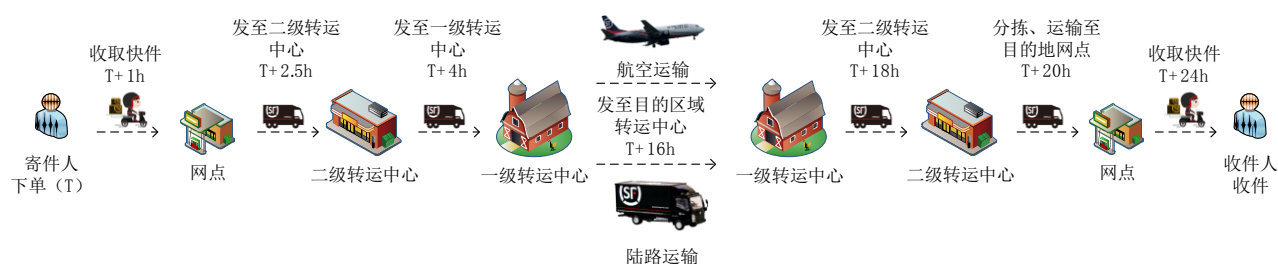 收取快件
T+1h
寄件人
下单（T）
网点
发至二级转运
中心
T+2.5h
二级转运中心
发至一级转运
中心
T+4h
一级转运中心
航空运输
发至目的区域
转运中心
T+16h
SF
陆路运输
一级转运中心
发至二级转运
中心
T+18h
二级转运中心
分拣、运输至
目的地网点
T+20h
网点
收取快件
T+24h
收件人
收件